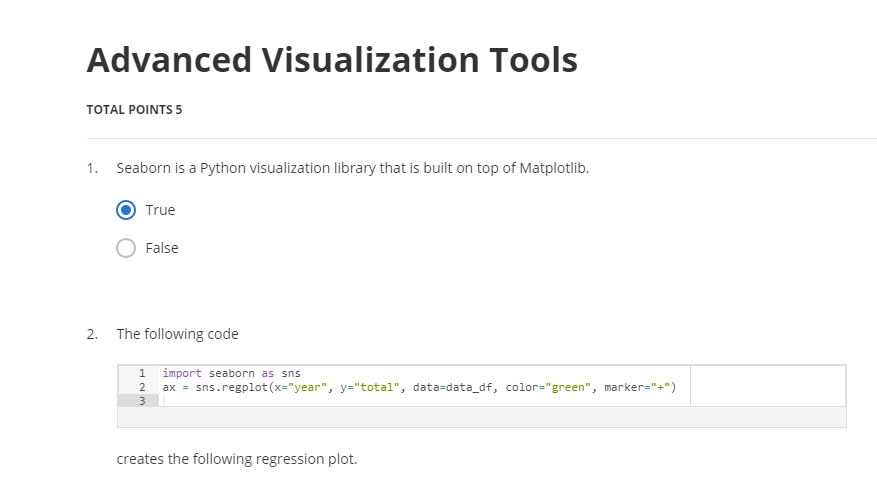 Advanced Visualization Tools
TOTAL POINTS 5
1. Seaborn is a Python visualization library that is built on top of Matplotlib.
True
False
2. The following code
1 import seaborn as sns
2 ax = sns.regplot(x="year", y="total", data=data_df, color="green", marker="+")
3
creates the following regression plot.